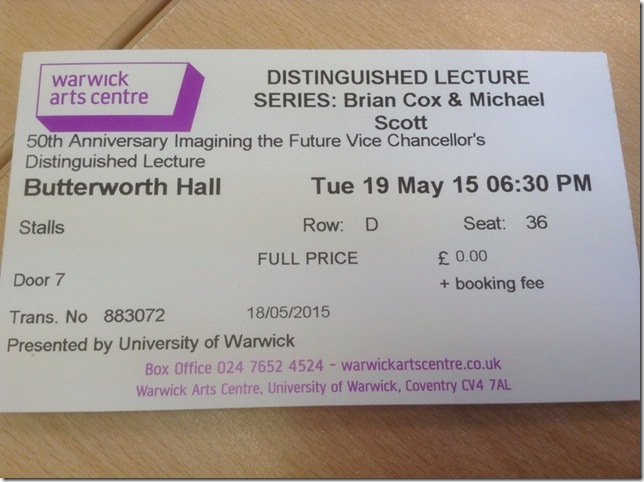 warwick
arts centre
DISTINGUISHED LECTURE
SERIES: Brian Cox & Michael
Scott
50th Anniversary Imagining the Future Vice Chancellor's
Distinguished Lecture
Butterworth Hall Tue 19 May 15 06:30 PM
Stalls Row: D Seat: 36
FULL PRICE £ 0.00
Door 7 + booking fee
Trans. No 883072 18/05/2015
Presented by University of Warwick
Box Office 024 7652 4524 - warwickartscentre.co.uk
Warwick Arts Centre, University of Warwick, Coventry CV4 7AL